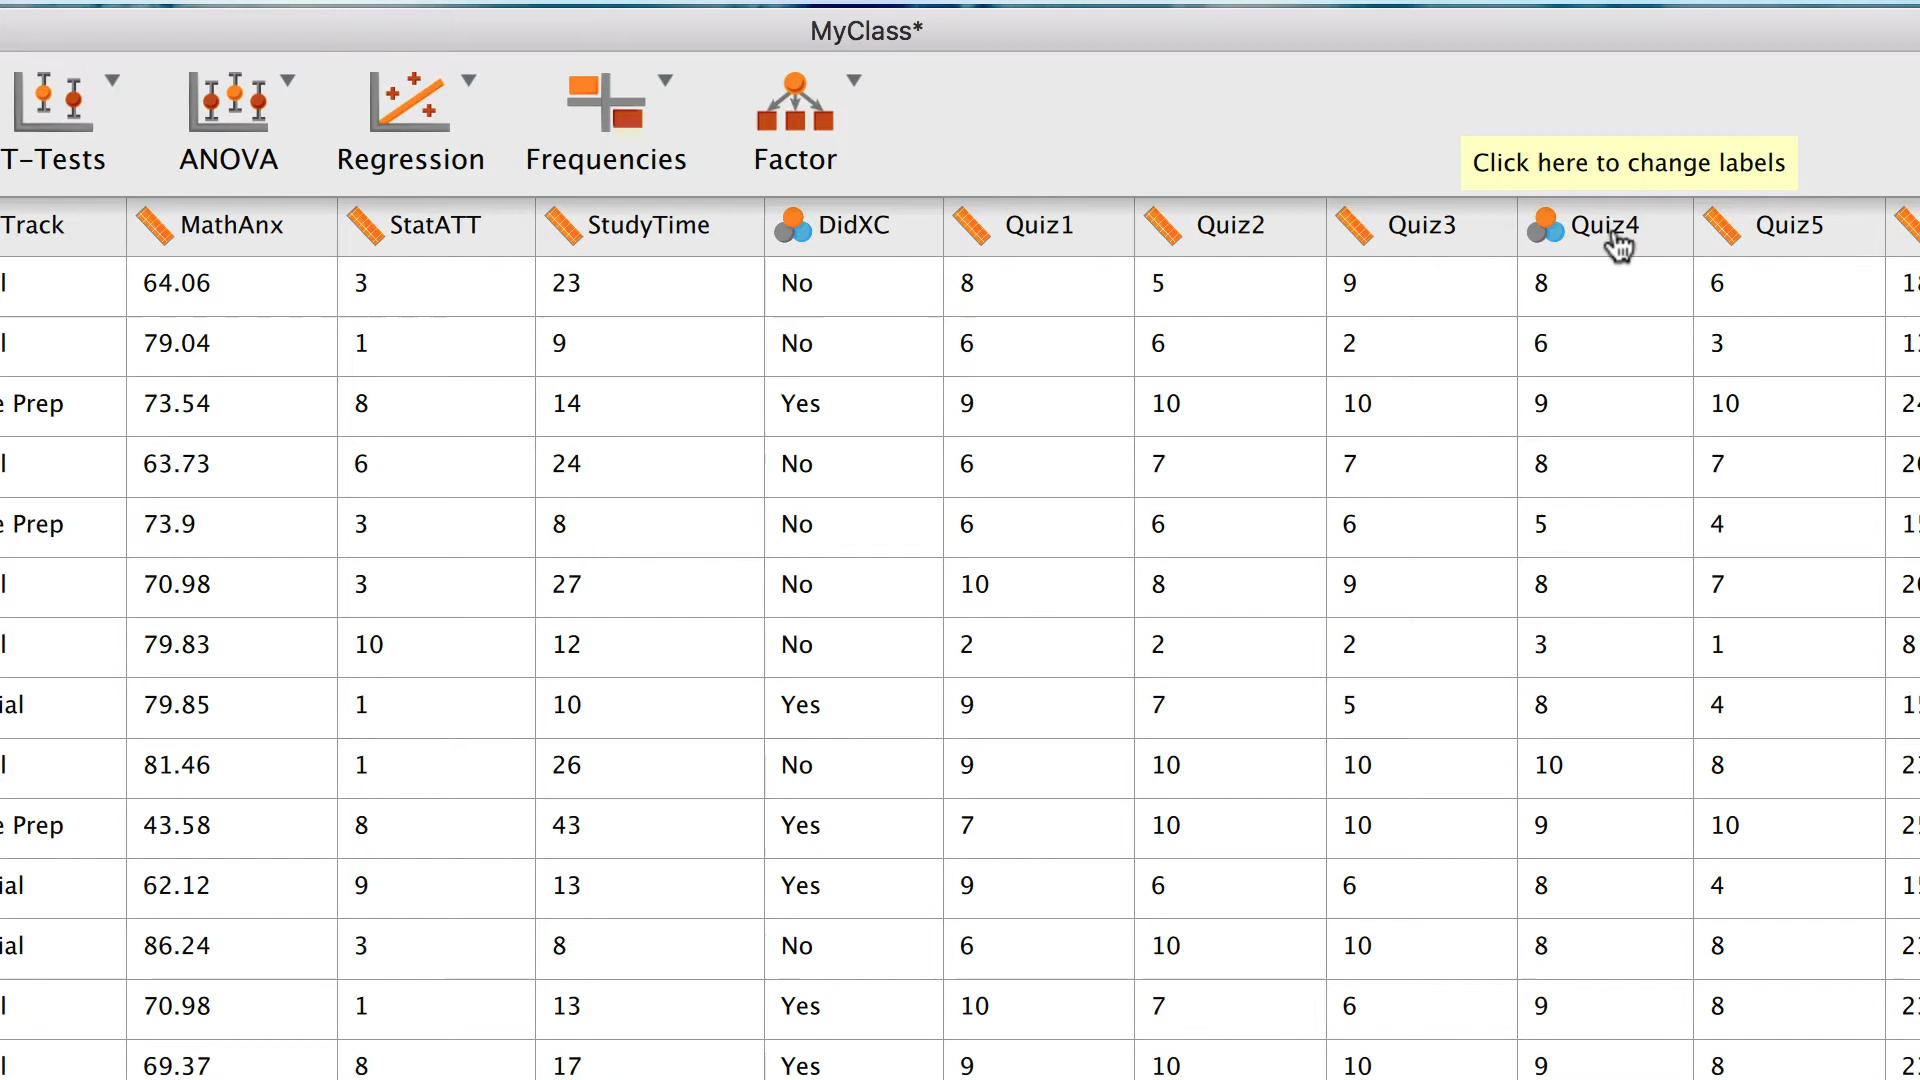 MyClass*
T-Tests ANOVA Regression Frequencies Factor
Click here to change labels
Track MathAnx StatATT StudyTime DidXC Quiz1 Quiz2 Quiz3 Quiz4 Quiz5
l 64.06 3 23 No 8 5 9 8 6
l 79.04 1 9 No 6 6 2 6 3
e Prep 73.54 8 14 Yes 9 10 10 9 10
l 63.73 6 24 No 6 7 7 8 7
e Prep 73.9 3 8 No 6 6 6 5 4
l 70.98 3 27 No 10 8 9 8 7
l 79.83 10 12 No 2 2 2 3 1 8
ial 79.85 1 10 Yes 9 7 5 8 4
l 81.46 1 26 No 9 10 10 10 8
e Prep 43.58 8 43 Yes 7 10 10 9 10
ial 62.12 9 13 Yes 9 6 6 8 4
ial 86.24 3 8 No 6 10 10 8 8
l 70.98 1 13 Yes 10 7 6 9 8
l 69.37 8 17 Yes 9 10 10 9 8